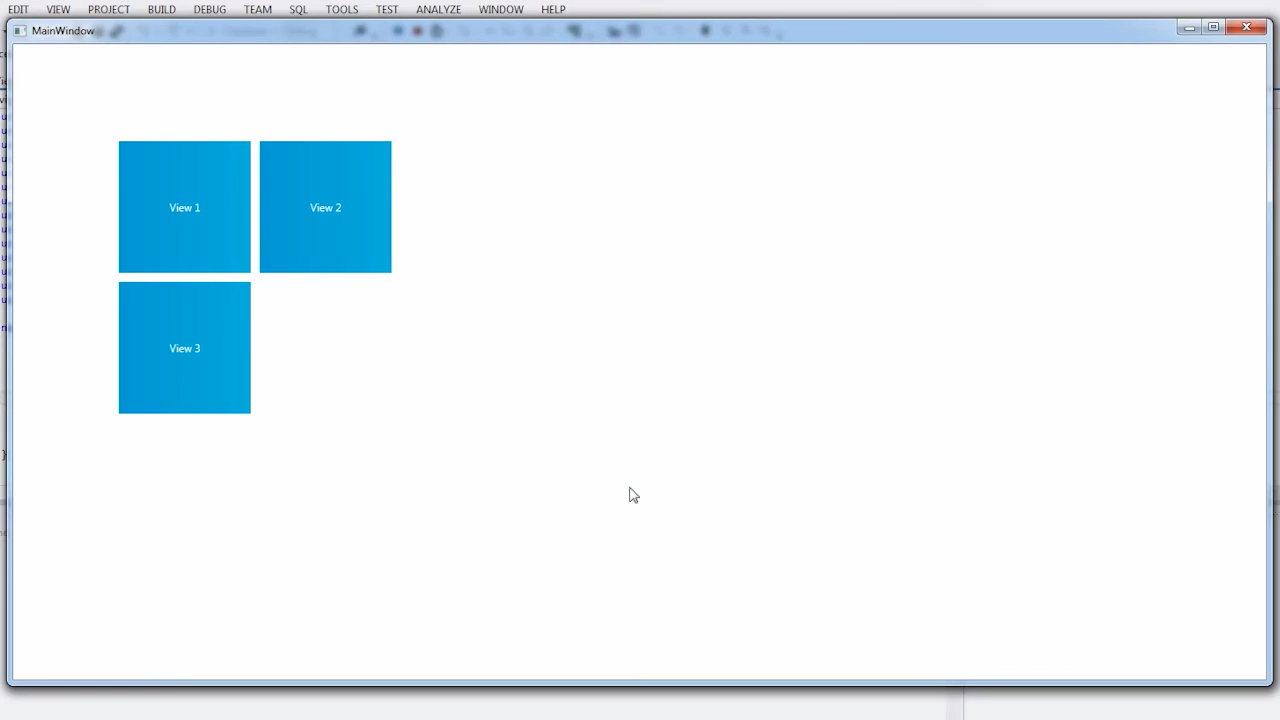 EDIT VIEW PROJECT BUILD DEBUG TEAM SQL TOOLS TEST ANALYZE WINDOW HELP
MainWindow
View 1 View 2
View 3